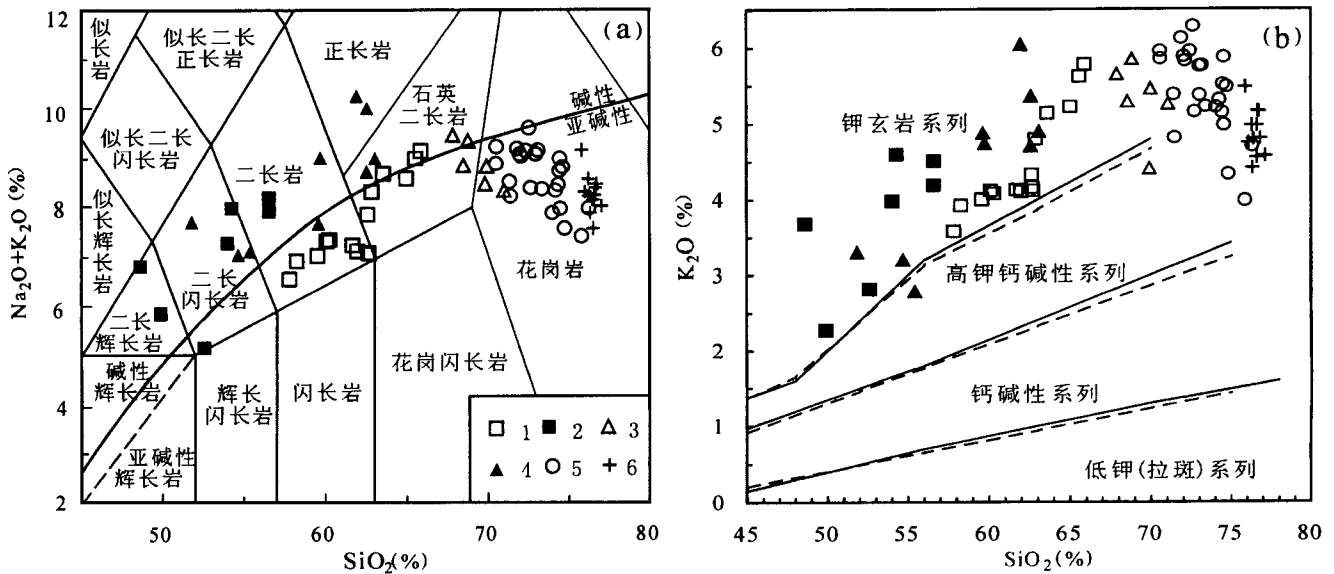 (a)
12
10
8
6
4
2
Na₂O+K₂O (%)
似长岩
似长二长
正长岩
正长岩
石英
二长岩
碱性
亚碱性
似长二长
闪长岩
二长岩
似长
辉长岩
二长
闪长岩
花岗岩
二长
辉长岩
碱性
辉长岩
辉长
闪长岩
闪长岩
花岗闪长岩
亚碱性
辉长岩
□ 1 ■ 2 △ 3
▲ 4 ○ 5 + 6
50 60 70 80
SiO₂(%)
(b)
6
5
4
3
2
1
0
K₂O (%)
钾玄岩系列
高钾钙碱性系列
钙碱性系列
低钾(拉斑)系列
45 50 55 60 65 70 75 80
SiO₂(%)